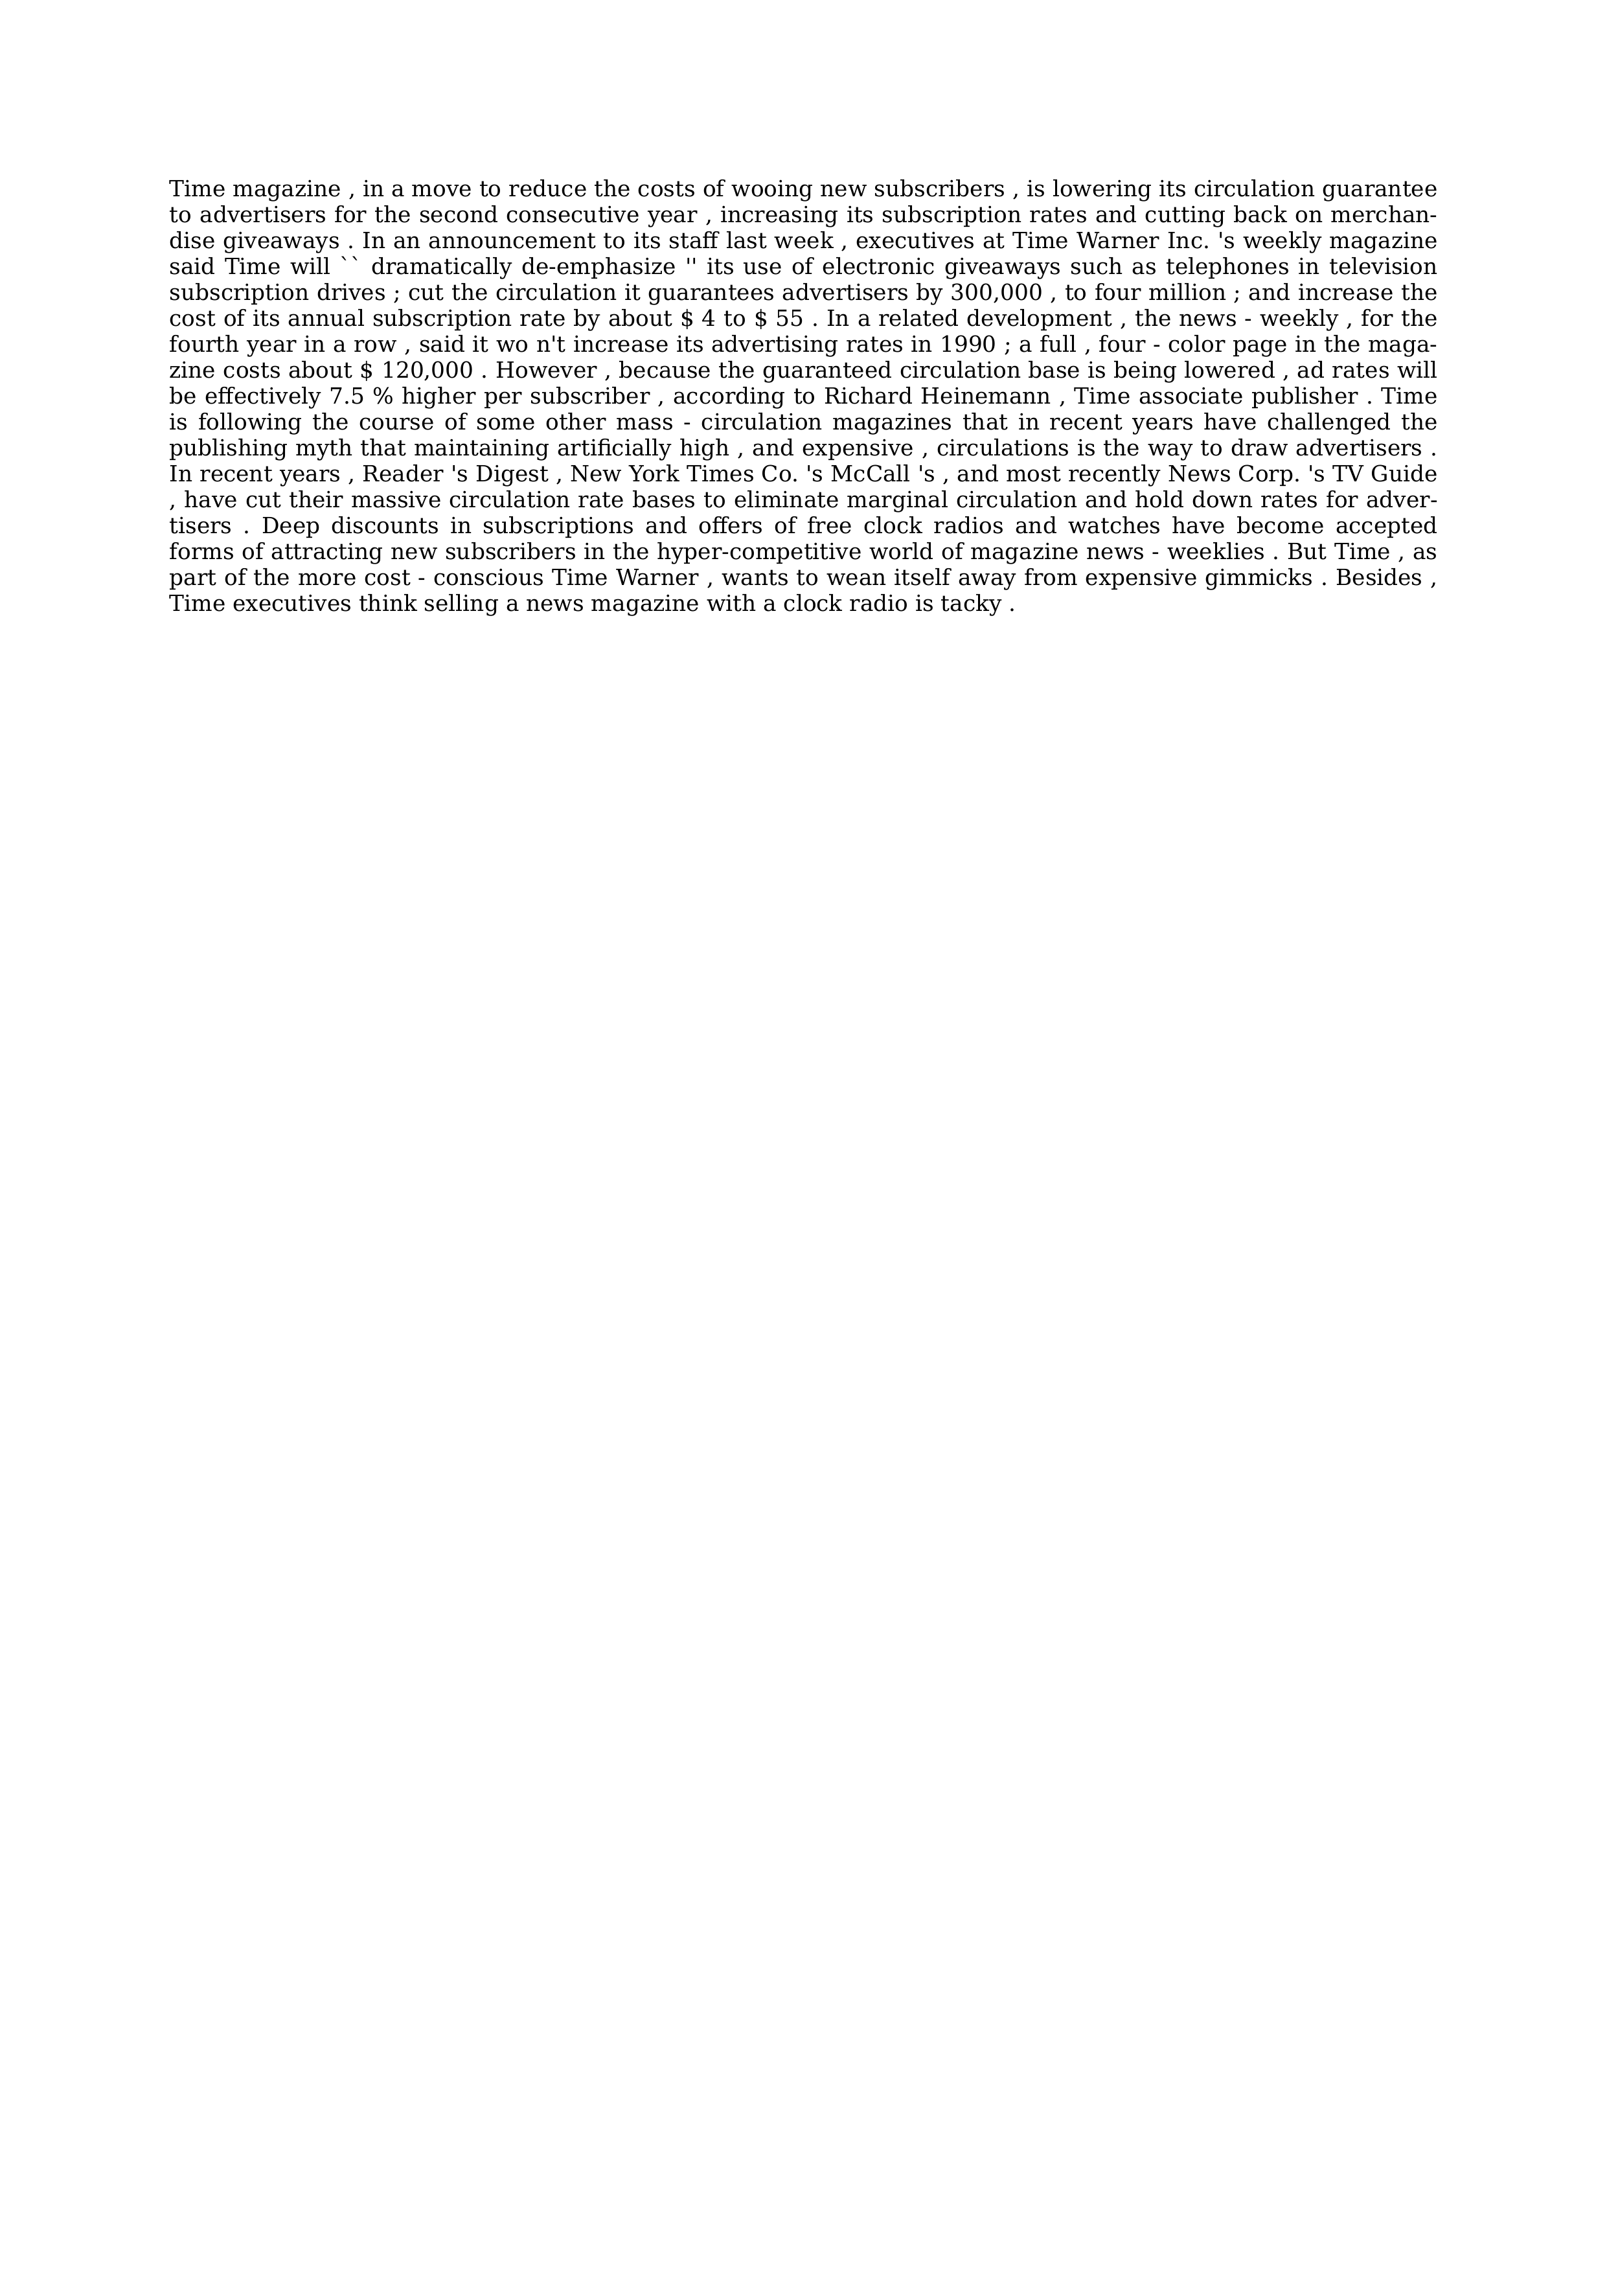 Time magazine , in a move to reduce the costs of wooing new subscribers , is lowering its circulation guarantee
to advertisers for the second consecutive year , increasing its subscription rates and cutting back on merchan-
dise giveaways . In an announcement to its staff last week , executives at Time Warner Inc. 's weekly magazine
said Time will `` dramatically de-emphasize '' its use of electronic giveaways such as telephones in television
subscription drives ; cut the circulation it guarantees advertisers by 300,000 , to four million ; and increase the
cost of its annual subscription rate by about $ 4 to $ 55 . In a related development , the news - weekly , for the
fourth year in a row , said it wo n't increase its advertising rates in 1990 ; a full , four - color page in the maga-
zine costs about $ 120,000 . However , because the guaranteed circulation base is being lowered , ad rates will
be effectively 7.5 % higher per subscriber , according to Richard Heinemann , Time associate publisher . Time
is following the course of some other mass - circulation magazines that in recent years have challenged the
publishing myth that maintaining artificially high , and expensive , circulations is the way to draw advertisers .
In recent years , Reader 's Digest , New York Times Co. 's McCall 's , and most recently News Corp. 's TV Guide
, have cut their massive circulation rate bases to eliminate marginal circulation and hold down rates for adver-
tisers . Deep discounts in subscriptions and offers of free clock radios and watches have become accepted
forms of attracting new subscribers in the hyper-competitive world of magazine news - weeklies . But Time , as
part of the more cost - conscious Time Warner , wants to wean itself away from expensive gimmicks . Besides ,
Time executives think selling a news magazine with a clock radio is tacky .